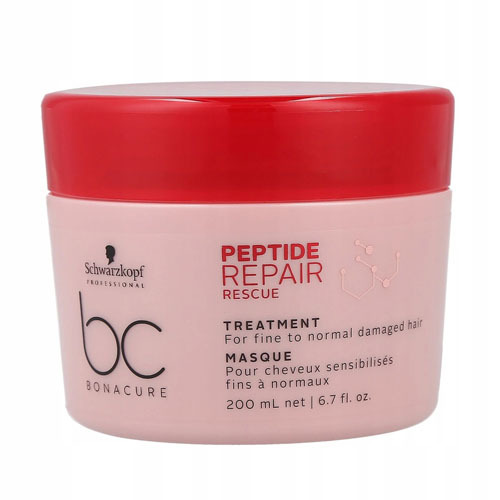 Schwarzkopf
PROFESSIONAL
bc
BONACURE
PEPTIDE
REPAIR
RESCUE
TREATMENT
For fine to normal damaged hair
MASQUE
Pour cheveux sensibilisés
fins à normaux
200 mL net | 6.7 fl. oz.